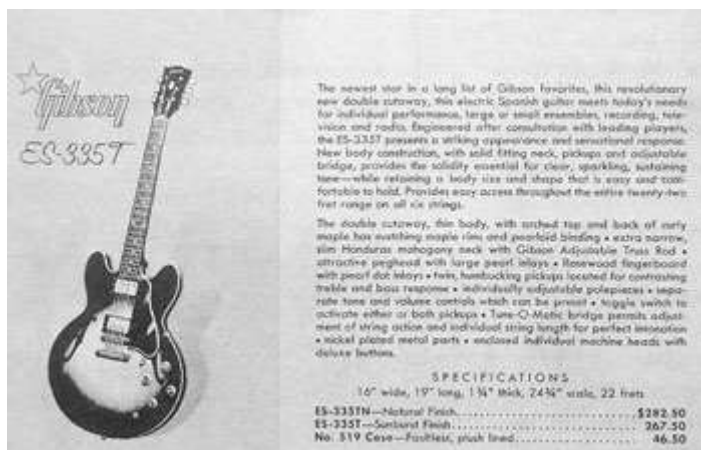 Gibson
ES-335T
The newest star in a long list of Gibson favorites, this revolutionary
new double cutaway, thin electric Spanish guitar meets today's needs
for individual performance, large or small ensembles, recording, tele-
vision and radio. Engineered after consultation with leading players,
the ES-335T presents a striking appearance and sensational response.
New body construction, with solid fitting neck, pickups and adjustable
bridge, provides the solidity essential for clear, sparkling, sustaining
tone—while retaining a body size and shape that is easy and com-
fortable to hold. Provides easy access throughout the entire twenty-two
fret range on all six strings.
The double cutaway, thin body, with arched top and back of curly
maple has matching maple rims and pearloid binding • extra narrow,
slim Honduras mahogany neck with Gibson Adjustable Truss Rod •
attractive peghead with large pearl inlays • Rosewood fingerboard
with pearl dot inlays • twin, humbucking pickups located for contrasting
treble and bass response • individually adjustable polepieces • sepa-
rate tone and volume controls which can be preset • toggle switch to
activate either or both pickups • Tune-O-Matic bridge permits adjust-
ment of string action and individual string length for perfect intonation
• nickel plated metal parts • enclosed individual machine heads with
deluxe buttons.
SPECIFICATIONS
16" wide, 19" long, 1¾" thick, 24¾" scale, 22 frets
ES-335TN—Natural Finish....................................$282.50
ES-335T—Sunburst Finish.................................... 267.50
No. 519 Case—Faultless, plush lined.................... 46.50